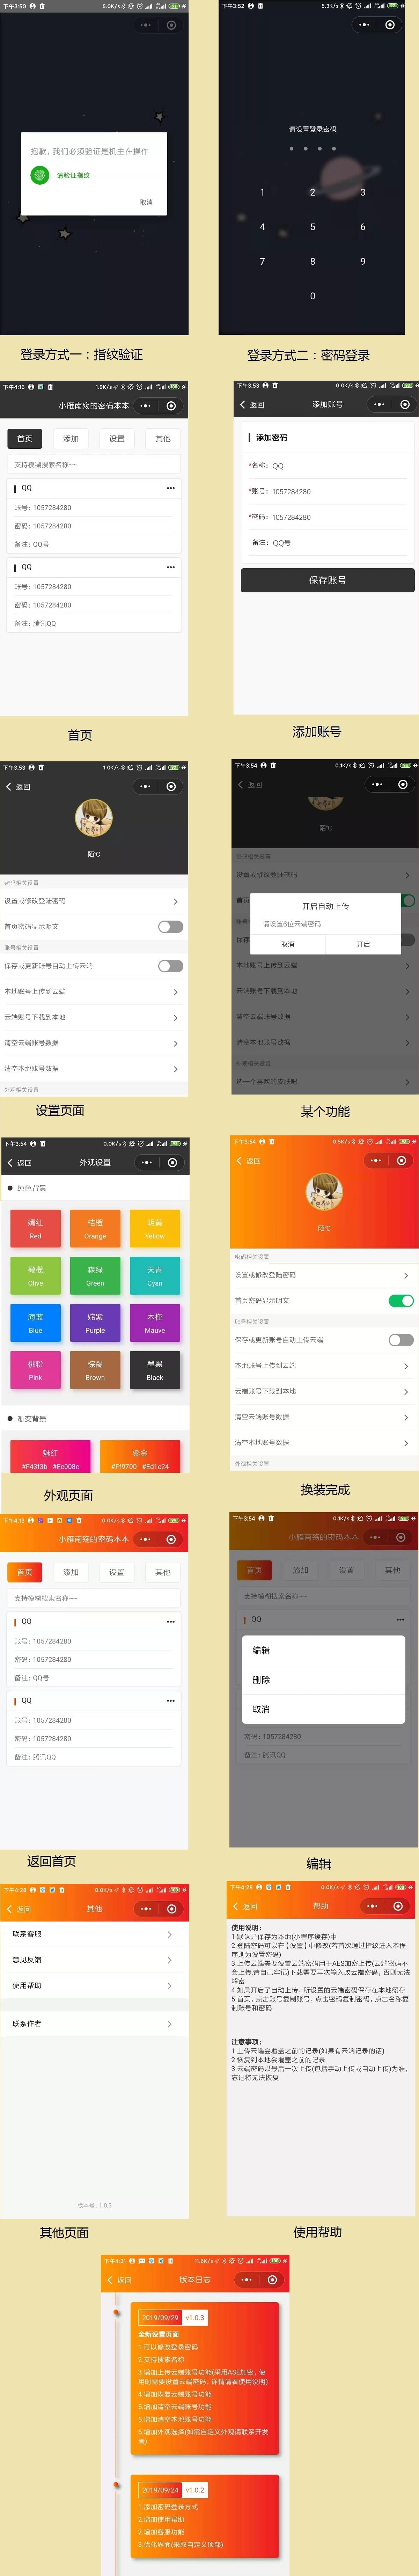 下午3:50
5.0K/s
抱歉，我们必须验证是机主在操作
请验证指纹
取消
登录方式一：指纹验证
下午3:52
5.3K/s
请设置登录密码
1 2 3
4 5 6
7 8 9
0
登录方式二：密码登录
下午4:16
1.9K/s
小雁南殇的密码本本
首页 添加 设置 其他
支持模糊搜索名称~~
QQ
账号：1057284280
密码：1057284280
备注：QQ号
QQ
账号：1057284280
密码：1057284280
备注：腾讯QQ
首页
下午3:53
0.0K/s
返回 添加账号
添加密码
*名称：QQ
*账号：1057284280
*密码：1057284280
备注：QQ号
保存账号
添加账号
下午3:53
1.0K/s
返回
陌℃
密码相关设置
设置或修改登陆密码
首页密码显示明文
账号相关设置
保存或更新账号自动上传云端
本地账号上传到云端
云端账号下载到本地
清空云端账号数据
清空本地账号数据
外观相关设置
设置页面
下午3:54
0.1K/s
返回
陌℃
密码相关设置
设置或修改登陆密码
开启自动上传
请设置6位云端密码
取消 开启
本地账号上传到云端
云端账号下载到本地
清空云端账号数据
清空本地账号数据
外观相关设置
选一个喜欢的皮肤吧
某个功能
下午3:54
0.0K/s
返回 外观设置
纯色背景
嫣红 桔橙 明黄
Red Orange Yellow
橄榄 森绿 天青
Olive Green Cyan
海蓝 姹紫 木槿
Blue Purple Mauve
桃粉 棕褐 墨黑
Pink Brown Black
渐变背景
魅红 鎏金
#F43f3b - #Ec008c #Ff9700 - #Ed1c24
外观页面
下午3:54
0.5K/s
返回
陌℃
密码相关设置
设置或修改登陆密码
首页密码显示明文
账号相关设置
保存或更新账号自动上传云端
本地账号上传到云端
云端账号下载到本地
清空云端账号数据
清空本地账号数据
外观相关设置
换装完成
下午4:13
0.0K/s
小雁南殇的密码本本
首页 添加 设置 其他
支持模糊搜索名称~~
QQ
账号：1057284280
密码：1057284280
备注：QQ号
QQ
账号：1057284280
密码：1057284280
备注：腾讯QQ
返回首页
下午3:54
0.1K/s
小雁南殇的密码本本
首页 添加 设置 其他
支持模糊搜索名称~~
QQ
编辑
删除
取消
密码：1057284280
备注：腾讯QQ
编辑
下午4:28
0.0K/s
返回 其他
联系客服
意见反馈
使用帮助
联系作者
版本号：1.0.3
其他页面
下午4:28
0.0K/s
返回 帮助
使用说明：
1.默认是保存为本地(小程序缓存)中
2.登陆密码可以在【设置】中修改(若首次通过指纹进入本程
序则为设置密码)
3.上传云端需要设置云端密码用于AES加密上传(云端密码不
会上传,请自己牢记)下载需要再次输入改云端密码，否则无法
解密
4.如果开启了自动上传，所设置的云端密码保存在本地缓存
5.首页，点击账号复制账号，点击密码复制密码，点击名称复
制账号和密码
注意事项：
1.上传云端会覆盖之前的记录(如果有云端记录的话)
2.恢复到本地会覆盖之前的记录
3.云端密码以最后一次上传(包括手动上传或自动上传)为准，
忘记将无法恢复
使用帮助
下午4:31
11.6K/s
返回 版本日志
2019/09/29 v1.0.3
全新设置页面
1.可以修改登录密码
2.支持搜索名称
3.增加上传云端账号功能(采用ASE加密，使
用时需要设置云端密码，详情请看使用说明)
4.增加恢复云端账号功能
5.增加清空云端账号功能
5.增加清空本地账号功能
6.增加外观选择(如需自定义外观请联系开发
者)
2019/09/24 v1.0.2
1.添加密码登录方式
2.增加使用帮助
3.增加客服功能
3.优化界面(采取自定义顶部)